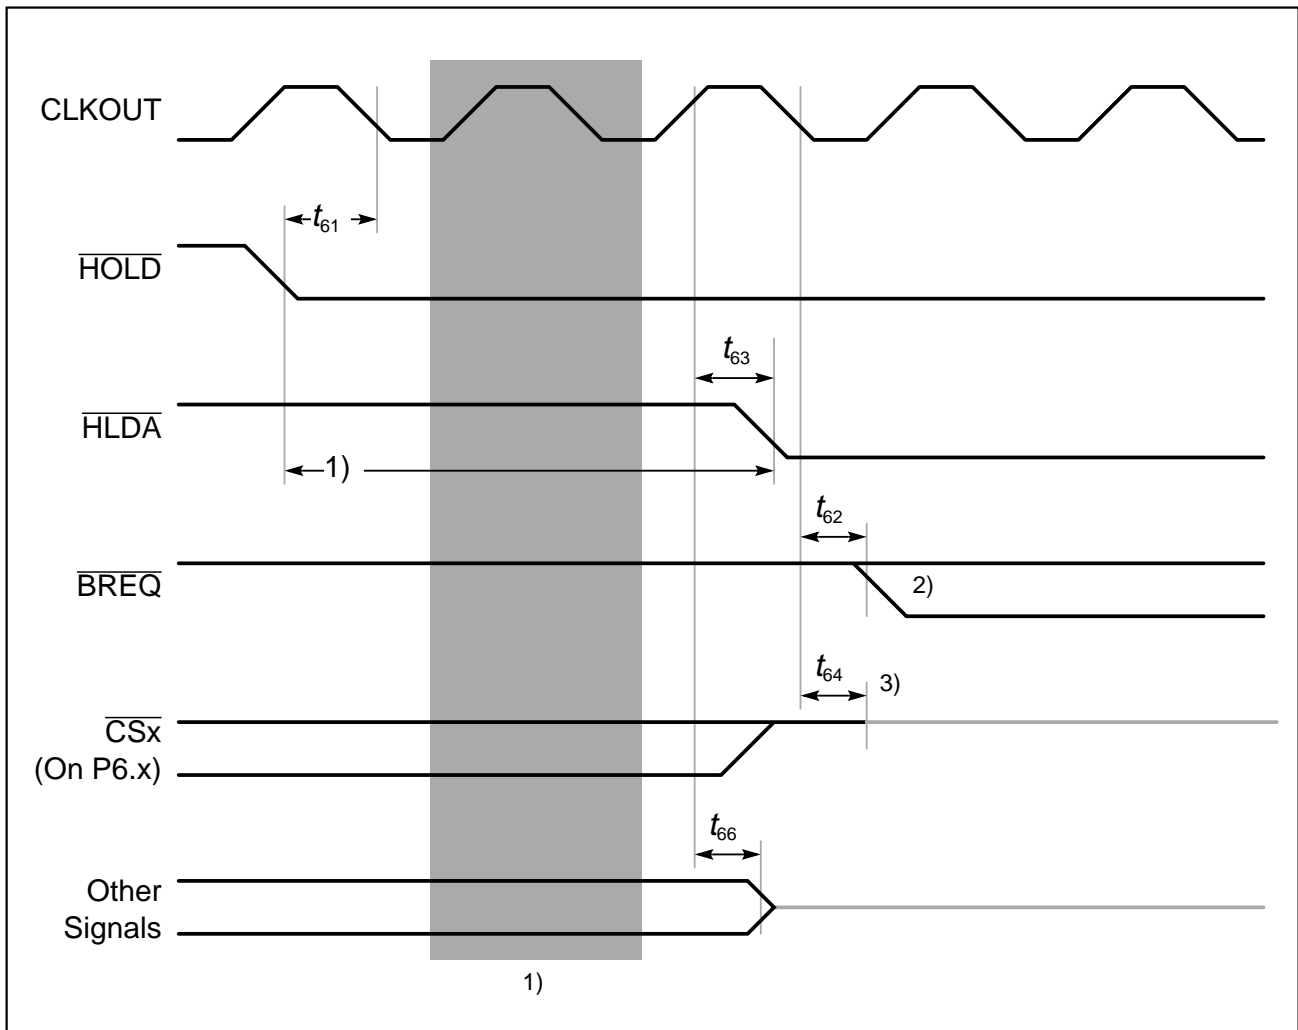 CLKOUT
t61
HOLD
t63
HLDA
1)
t62
BREQ
2)
t64
3)
CSx
(On P6.x)
t66
Other
Signals
1)